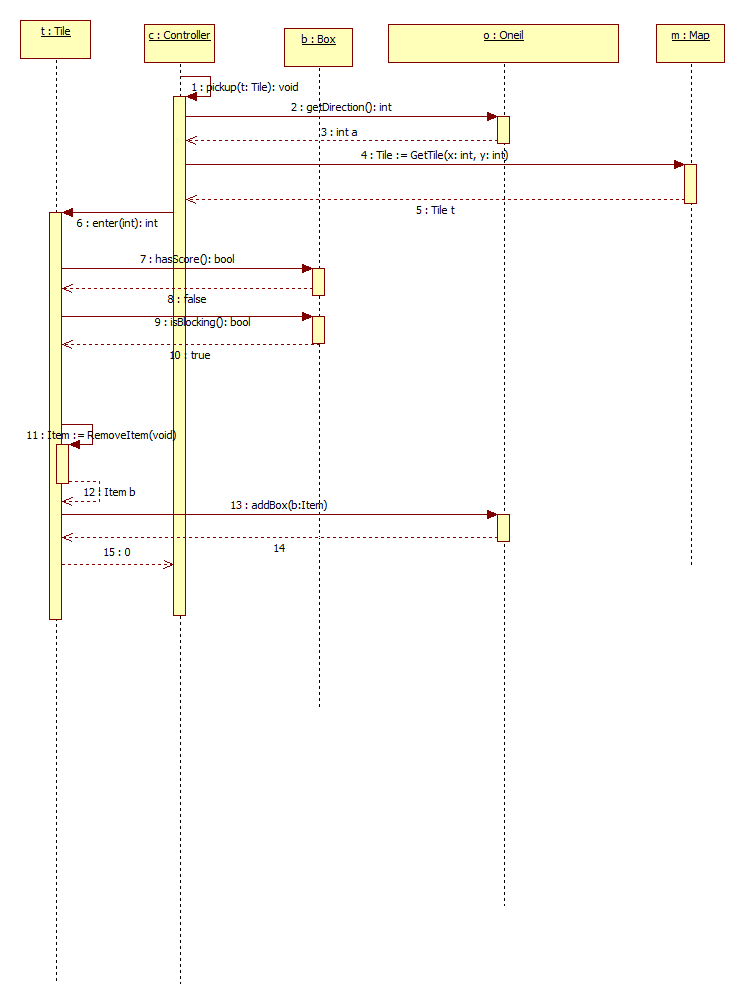 t : Tile
c : Controller
b : Box
o : Oneil
m : Map
1 : pickup(t: Tile): void
2 : getDirection(): int
3 : int a
4 : Tile := GetTile(x: int, y: int)
5 : Tile t
6 : enter(int): int
7 : hasScore(): bool
8 : false
9 : isBlocking(): bool
10 : true
11 : Item := RemoveItem(void)
12 : Item b
13 : addBox(b:Item)
14
15 : 0